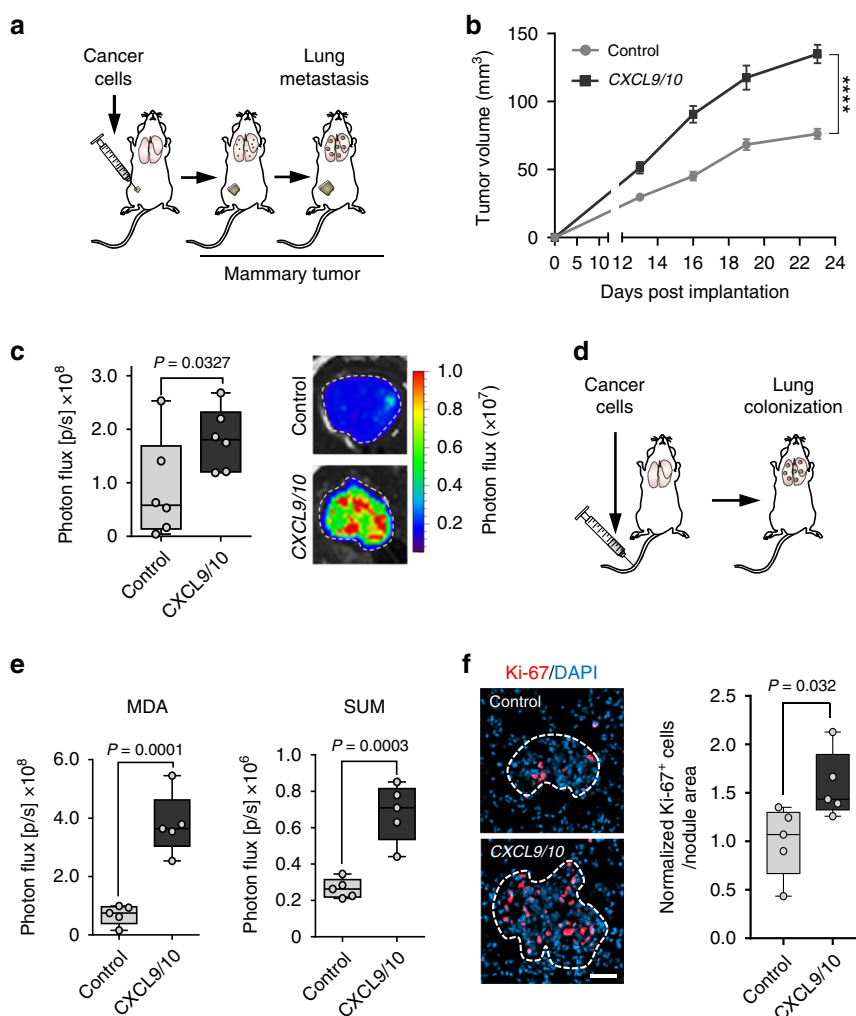 a
Cancer
cells
Lung
metastasis
Mammary tumor
b
Tumor volume (mm³)
150
100
50
0
Control
CXCL9/10
****
0 5 10 12 14 16 18 20 22 24
Days post implantation
c
Photon flux [p/s] ×10⁸
P = 0.0327
3.0
2.0
1.0
0
Control
CXCL9/10
Control
CXCL9/10
1.0
0.8
0.6
0.4
0.2
Photon flux (×10⁷)
d
Cancer
cells
Lung
colonization
e
MDA
Photon flux [p/s] ×10⁸
P = 0.0001
6.0
4.0
2.0
0
Control
CXCL9/10
SUM
Photon flux [p/s] ×10⁶
P = 0.0003
1.0
0.8
0.6
0.4
0.2
0
Control
CXCL9/10
f
Ki-67/DAPI
Control
CXCL9/10
Normalized Ki-67⁺ cells
/nodule area
P = 0.032
2.5
2.0
1.5
1.0
0.5
0.0
Control
CXCL9/10